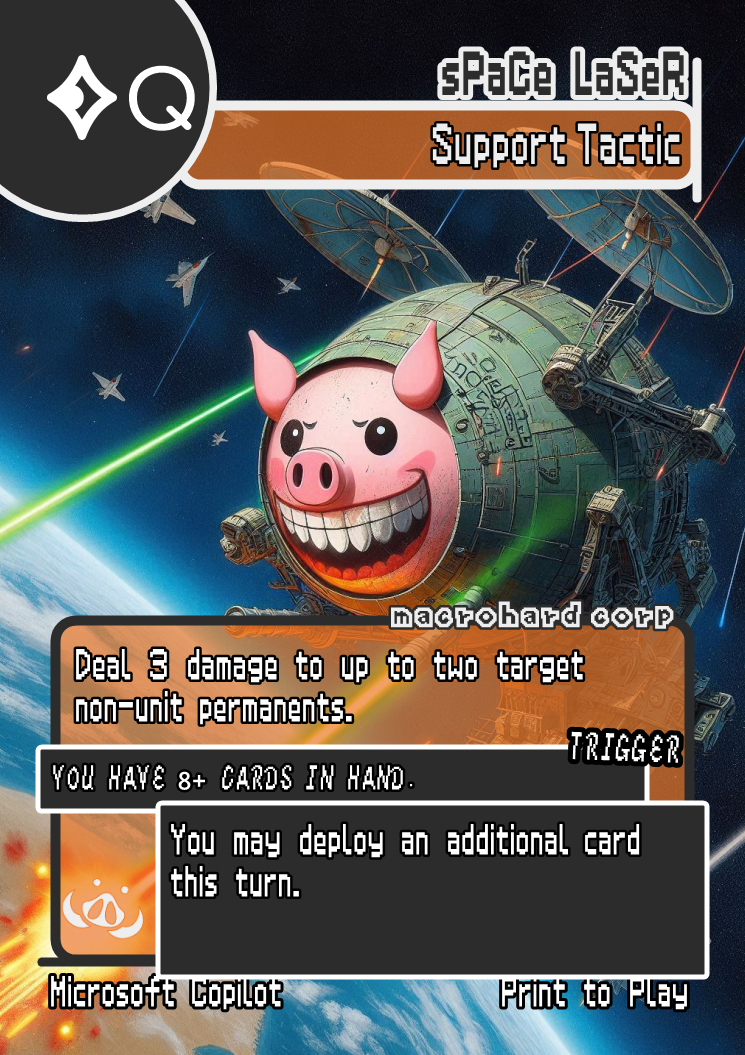 Q
sPaCe LaSeR
Support Tactic
macrohard corp
Deal 3 damage to up to two target
non-unit permanents.
TRIGGER
YOU HAVE 8+ CARDS IN HAND.
You may deploy an additional card
this turn.
Microsoft Copilot
Print to Play